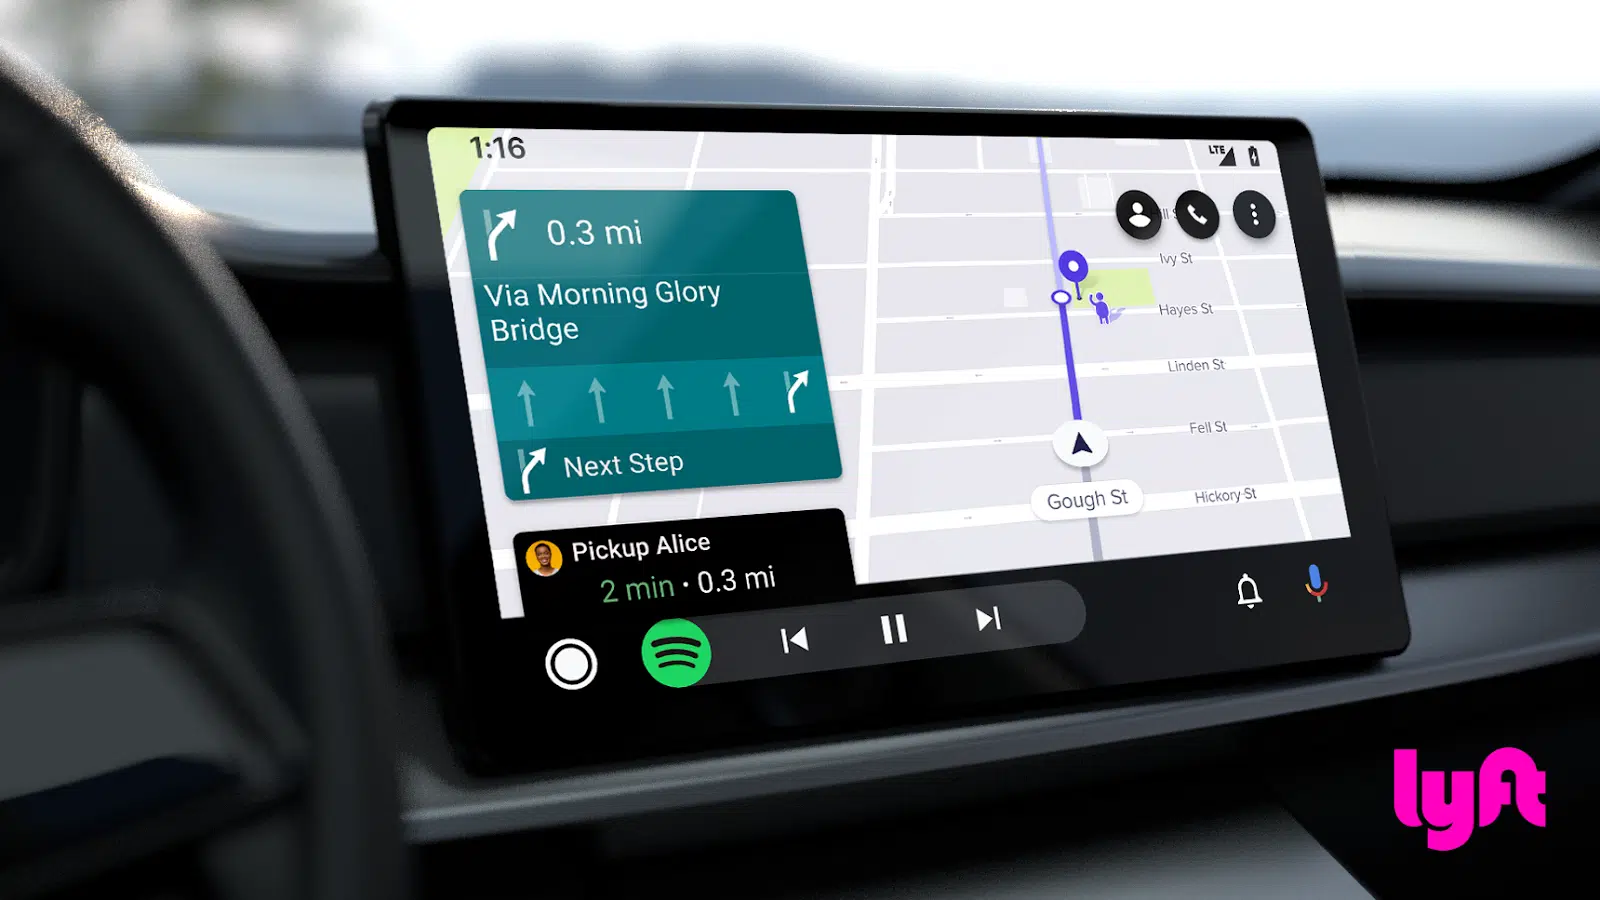 1:16
LTE
0.3 mi
Via Morning Glory
Bridge
Next Step
Pickup Alice
2 min · 0.3 mi
Ivy St
Hayes St
Linden St
Fell St
Gough St
Hickory St
lyft